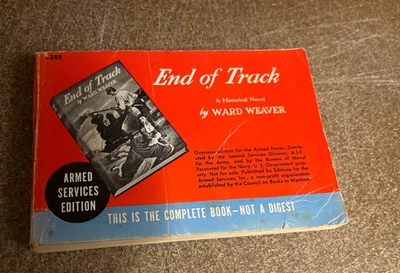 -289
End of Track
by WARD WEAVER
End of Track
A Historical Novel
by WARD WEAVER
Overseas edition for the Armed Forces. Distrib-
uted by the Special Services Division, A.S.F.,
for the Army, and by the Bureau of Naval
Personnel for the Navy. U. S. Government prop-
erty. Not for sale. Published by Editions for the
Armed Services, Inc., a non-profit organization
established by the Council on Books in Wartime.
ARMED
SERVICES
EDITION
THIS IS THE COMPLETE BOOK—NOT A DIGEST